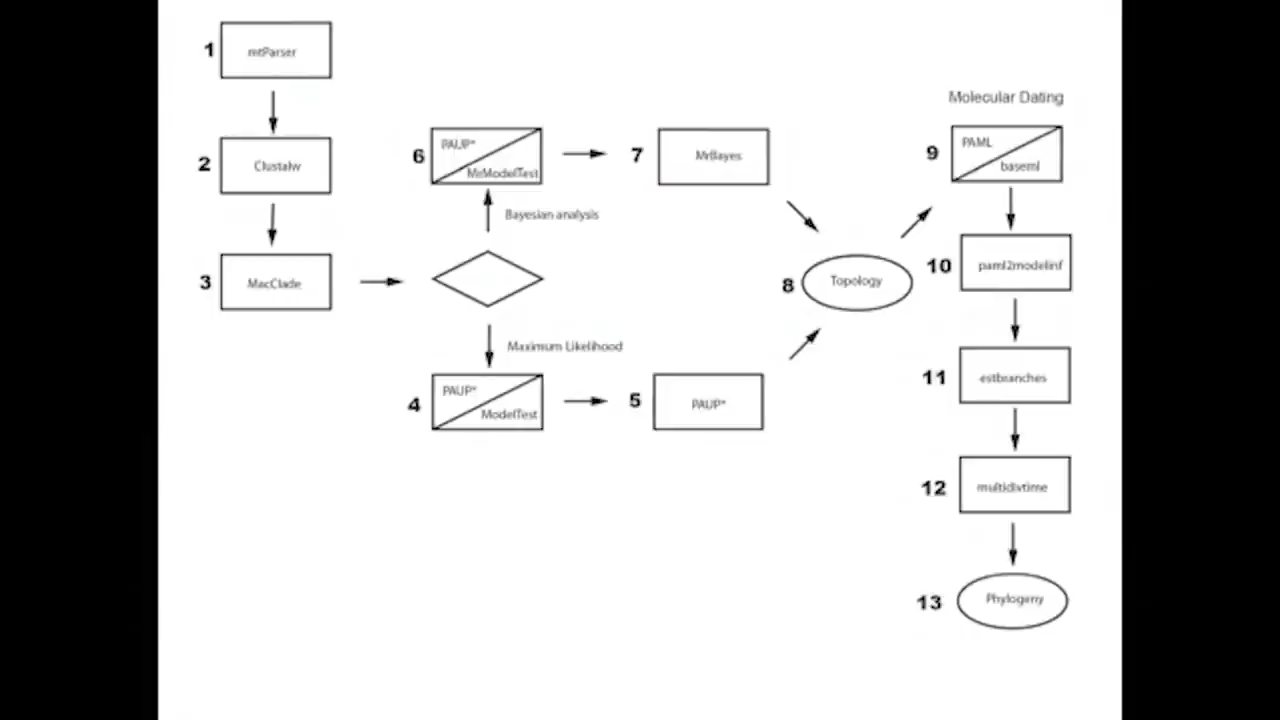 1
mtParser
2
Clustalw
3
MacClade
6
PAUP*
MrModelTest
Bayesian analysis
Maximum Likelihood
4
PAUP*
ModelTest
7
MrBayes
5
PAUP*
8
Topology
Molecular Dating
9
PAML
baseml
10
paml2modelinf
11
estbranches
12
multidivtime
13
Phylogeny